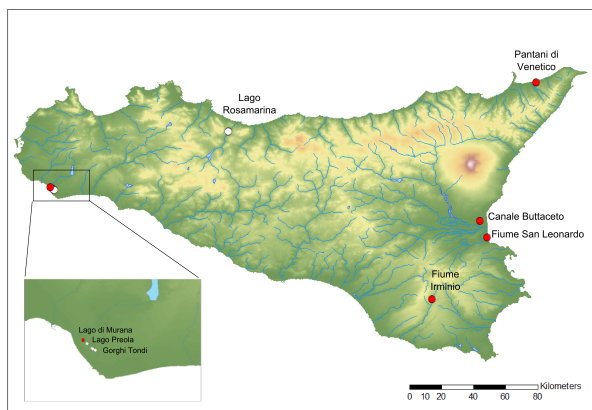 Pantani di
Venetico
Lago
Rosamarina
Canale Buttaceto
Fiume San Leonardo
Fiume
Irminio
Lago di Murana
Lago Preola
Gorghi Tondi
Kilometers
0 10 20 40 60 80